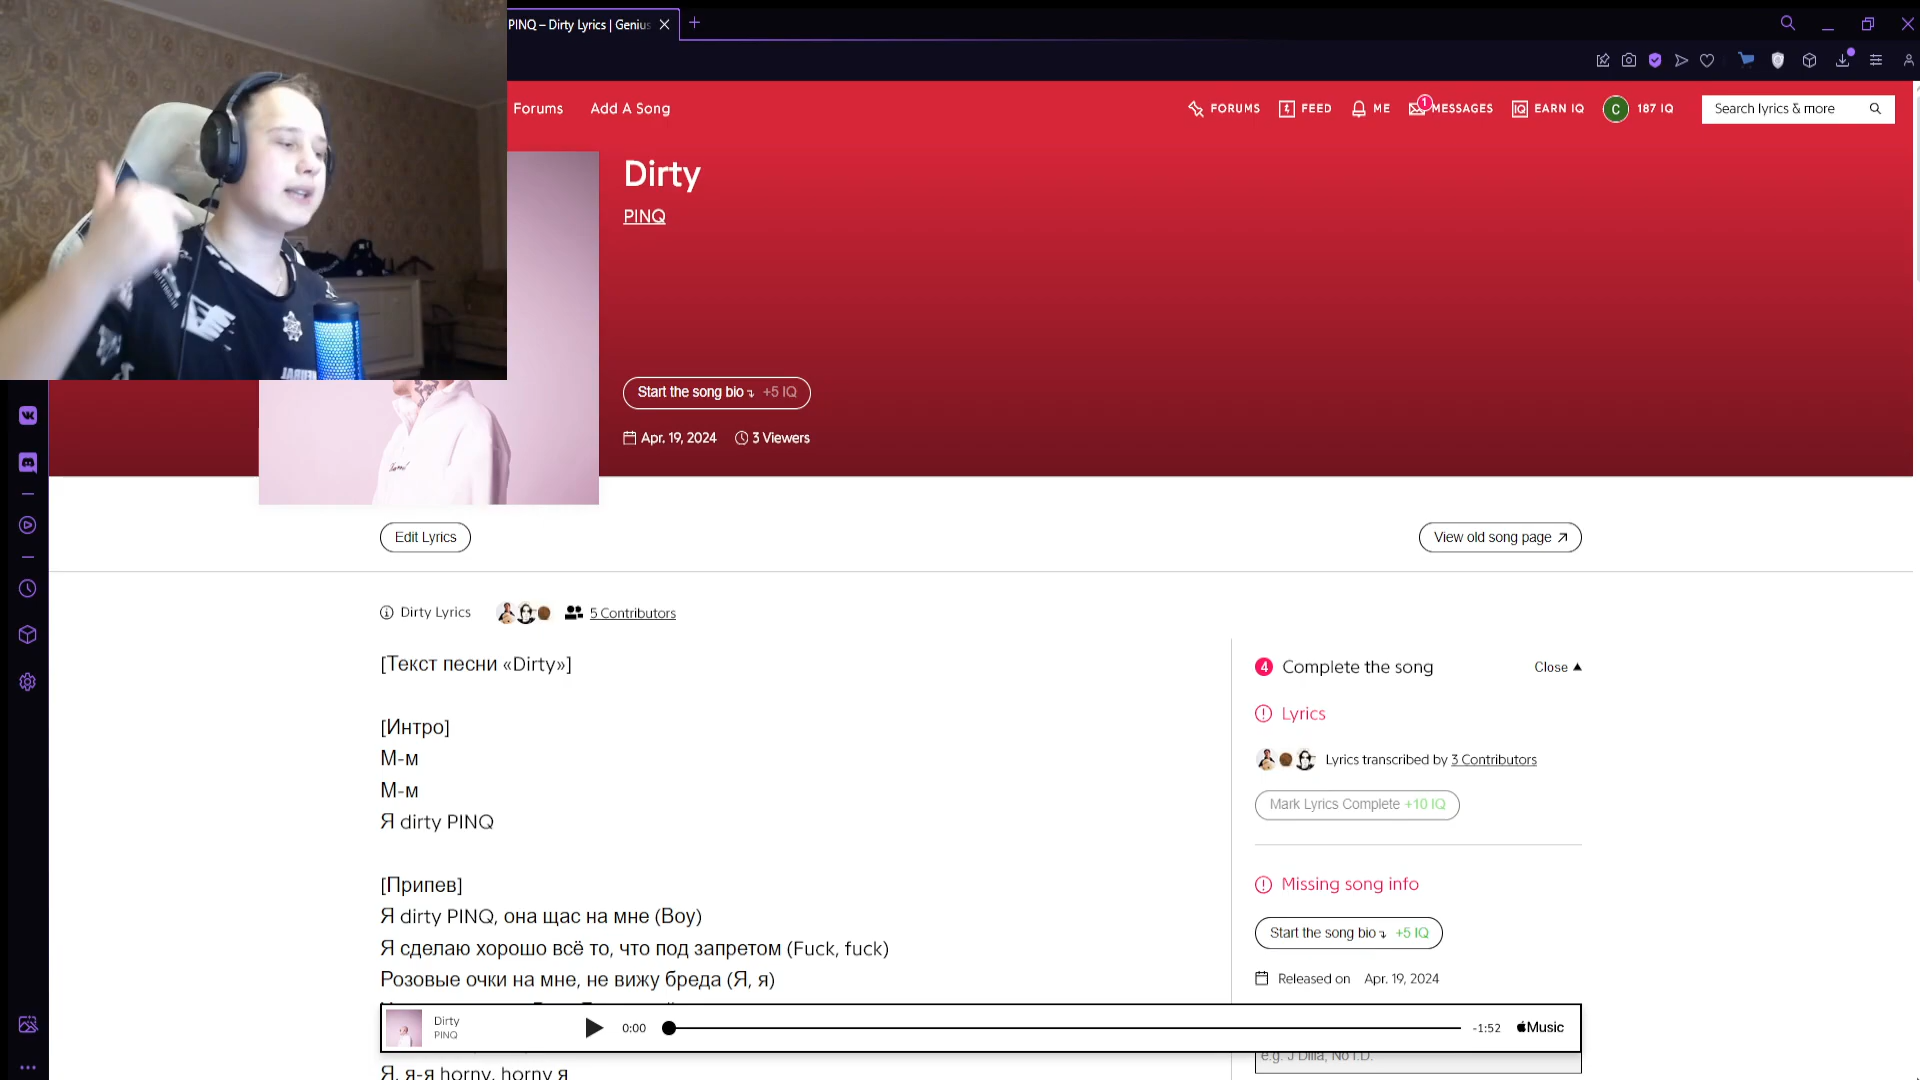 PINQ – Dirty Lyrics | Genius
Forums
Add A Song
FORUMS
FEED
ME
1
MESSAGES
EARN IQ
C
187 IQ
Search lyrics & more
Dirty
PINQ
Start the song bio +5 IQ
Apr. 19, 2024
3 Viewers
Edit Lyrics
View old song page
Dirty Lyrics
5 Contributors
[Текст песни «Dirty»]
[Интро]
М-м
М-м
Я dirty PINQ
[Припев]
Я dirty PINQ, она щас на мне (Воу)
Я сделаю хорошо всё то, что под запретом (Fuck, fuck)
Розовые очки на мне, не вижу бреда (Я, я)
Я, я-я horny, horny я
4 Complete the song
Close
Lyrics
Lyrics transcribed by 3 Contributors
Mark Lyrics Complete +10 IQ
Missing song info
Start the song bio +5 IQ
Released on Apr. 19, 2024
e.g. J Dilla, No I.D.
Dirty
PINQ
0:00
-1:52
Music